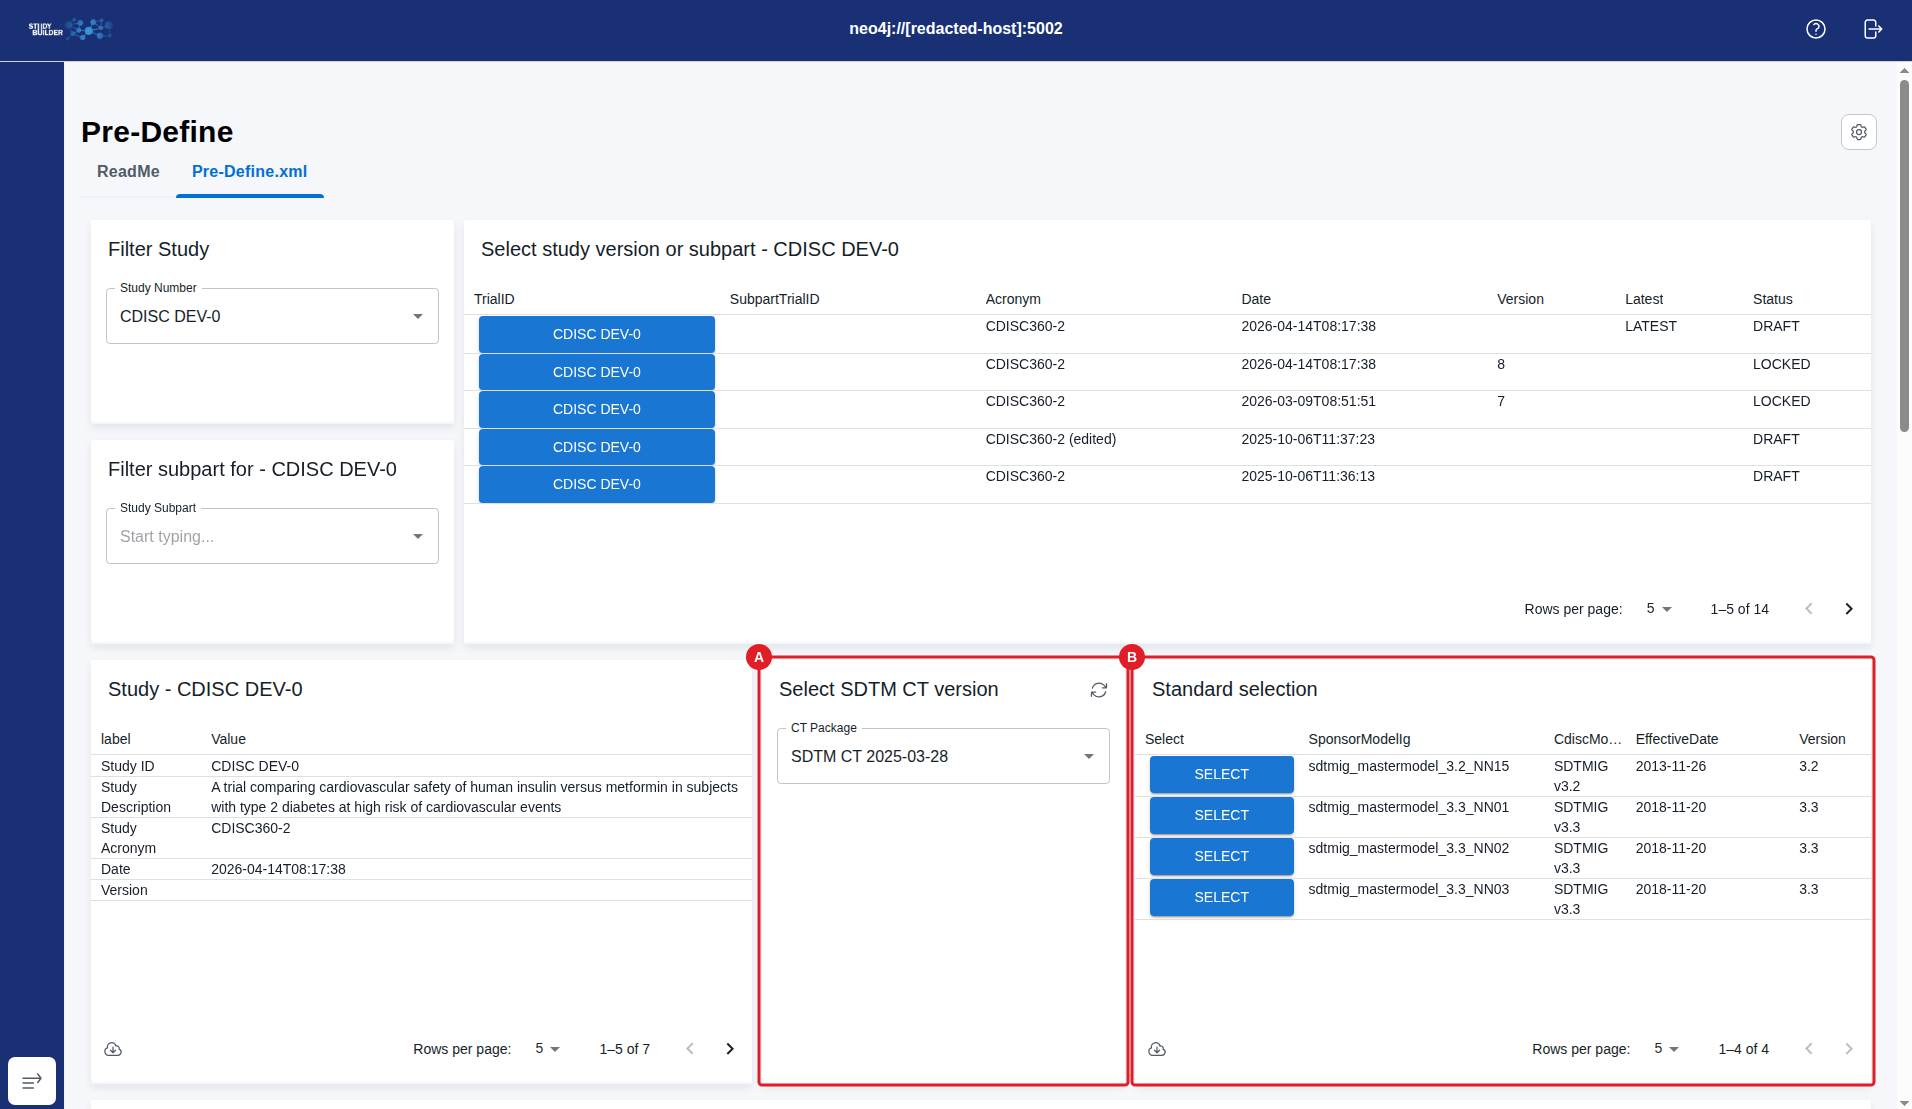 STUDY
BUILDER
neo4j://[redacted-host]:5002
Pre-Define
ReadMe Pre-Define.xml
Filter Study
Study Number
CDISC DEV-0
Select study version or subpart - CDISC DEV-0
TrialID SubpartTrialID Acronym Date Version Latest Status
CDISC DEV-0 CDISC360-2 2026-04-14T08:17:38 LATEST DRAFT
CDISC DEV-0 CDISC360-2 2026-04-14T08:17:38 8 LOCKED
CDISC DEV-0 CDISC360-2 2026-03-09T08:51:51 7 LOCKED
CDISC DEV-0 CDISC360-2 (edited) 2025-10-06T11:37:23 DRAFT
CDISC DEV-0 CDISC360-2 2025-10-06T11:36:13 DRAFT
Rows per page: 5 1–5 of 14
Filter subpart for - CDISC DEV-0
Study Subpart
Start typing...
Study - CDISC DEV-0
label Value
Study ID CDISC DEV-0
Study Description A trial comparing cardiovascular safety of human insulin versus metformin in subjects
with type 2 diabetes at high risk of cardiovascular events
Study Acronym CDISC360-2
Date 2026-04-14T08:17:38
Version
Rows per page: 5 1–5 of 7
A
Select SDTM CT version
CT Package
SDTM CT 2025-03-28
B
Standard selection
Select SponsorModelIg CdiscMo... EffectiveDate Version
SELECT sdtmig_mastermodel_3.2_NN15 SDTMIG v3.2 2013-11-26 3.2
SELECT sdtmig_mastermodel_3.3_NN01 SDTMIG v3.3 2018-11-20 3.3
SELECT sdtmig_mastermodel_3.3_NN02 SDTMIG v3.3 2018-11-20 3.3
SELECT sdtmig_mastermodel_3.3_NN03 SDTMIG v3.3 2018-11-20 3.3
Rows per page: 5 1–4 of 4